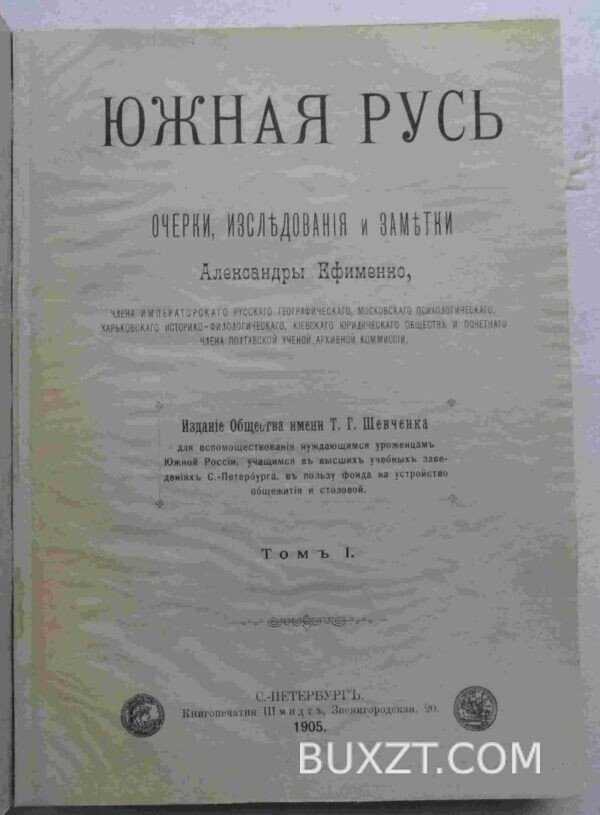 ЮЖНАЯ РУСЬ
ОЧЕРКИ, ИЗСЛѢДОВАНІЯ и ЗАМѢТКИ
Александры Ефименко,
ЧЛЕНА ИМПЕРАТОРСКАГО РУССКАГО ГЕОГРАФИЧЕСКАГО, МОСКОВСКАГО ПСИХОЛОГИЧЕСКАГО,
ХАРЬКОВСКАГО ИСТОРИКО-ФИЛОЛОГИЧЕСКАГО, КІЕВСКАГО ЮРИДИЧЕСКАГО ОБЩЕСТВЪ И ПОЧЕТНАГО
ЧЛЕНА ПОЛТАВСКОЙ УЧЕНОЙ АРХИВНОЙ КОММИССІИ.
Изданіе Общества имени Т. Г. Шевченка
для вспомоществованія нуждающимся уроженцамъ
Южной Россіи, учащимся въ высшихъ учебныхъ заве-
деніяхъ С.-Петербурга, въ пользу фонда на устройство
общежитія и столовой.
Томъ I.
С.-ПЕТЕРБУРГЪ.
Книгопечатня Шмидтъ, Звенигородская, 20.
1905.
BUXZT.COM